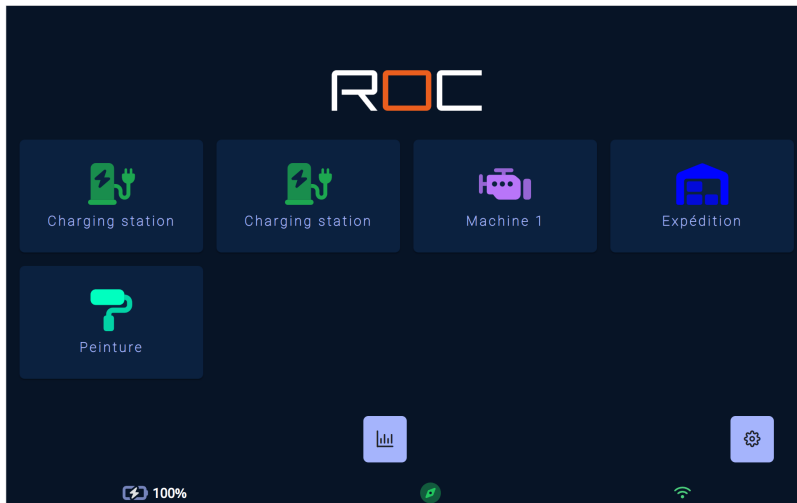 ROC
Charging station
Charging station
Machine 1
Expédition
Peinture
100%